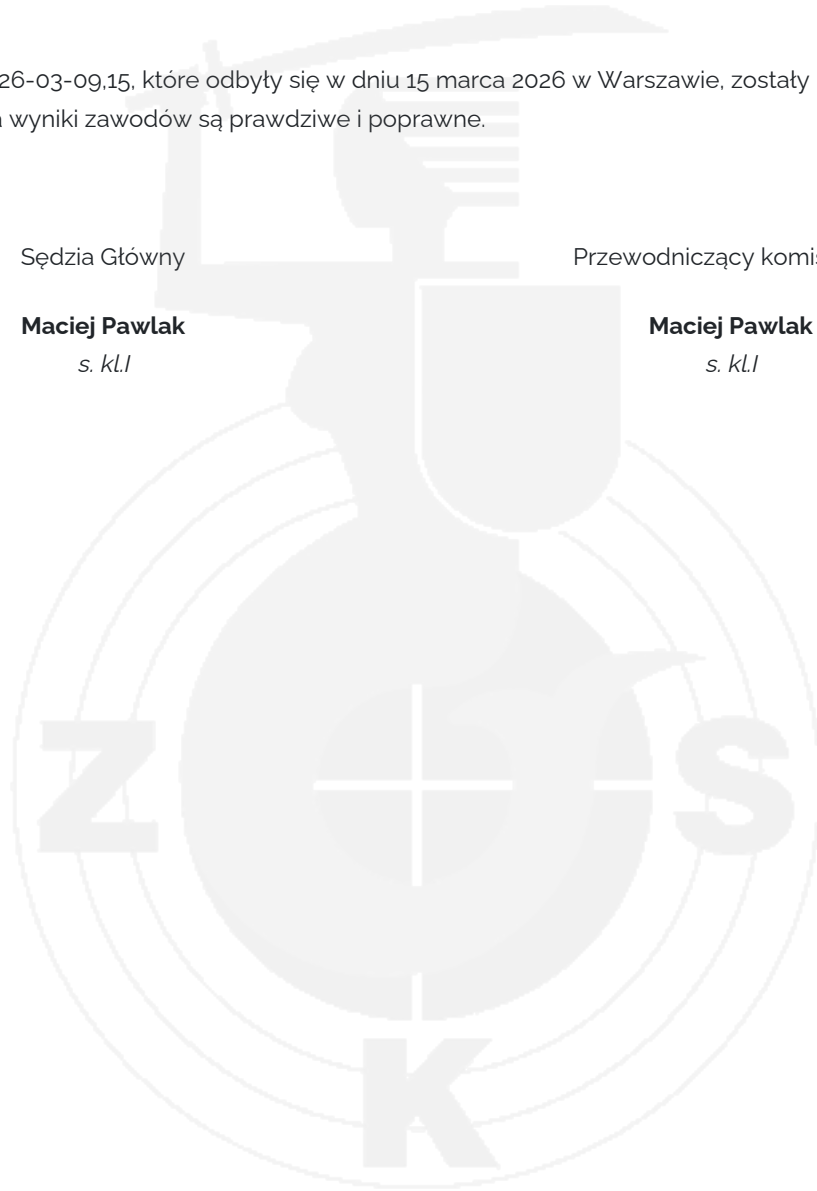 26-03-09,15, które odbyły się w dniu 15 marca 2026 w Warszawie, zostały
wyniki zawodów są prawdziwe i poprawne.
Sędzia Główny
Przewodniczący
Maciej Pawlak
Maciej Pawlak
s. kl.I
s. kl.I
Z S
K